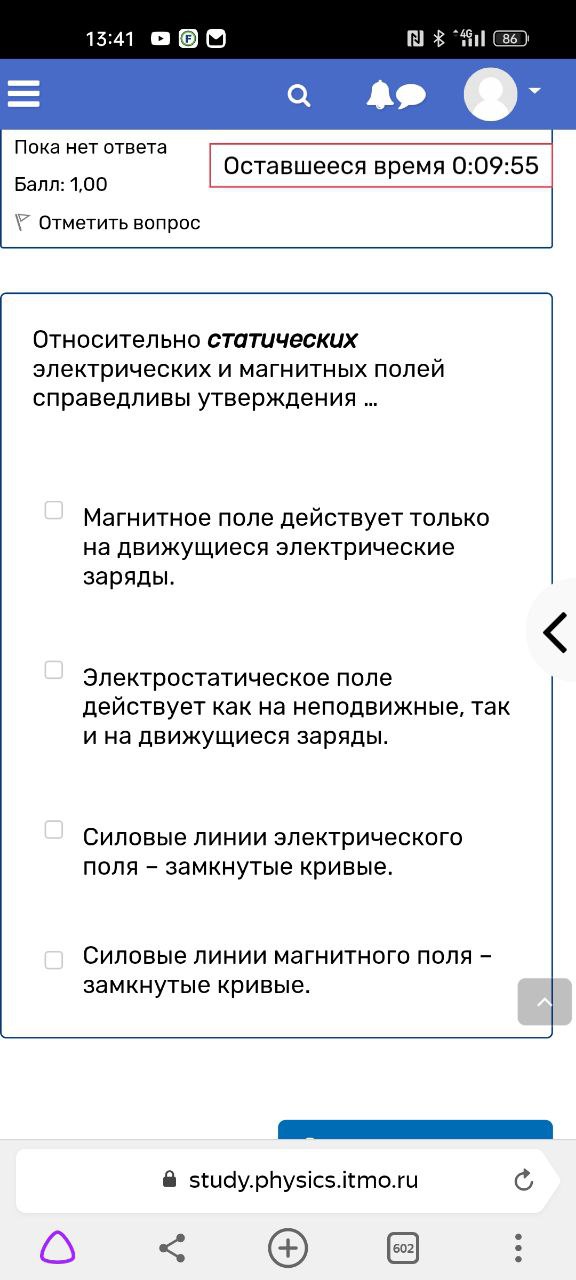 13:41
4G
86
Пока нет ответа
Оставшееся время 0:09:55
Балл: 1,00
Отметить вопрос
Относительно статических
электрических и магнитных полей
справедливы утверждения ...
Магнитное поле действует только
на движущиеся электрические
заряды.
Электростатическое поле
действует как на неподвижные, так
и на движущиеся заряды.
Силовые линии электрического
поля – замкнутые кривые.
Силовые линии магнитного поля –
замкнутые кривые.
study.physics.itmo.ru
602